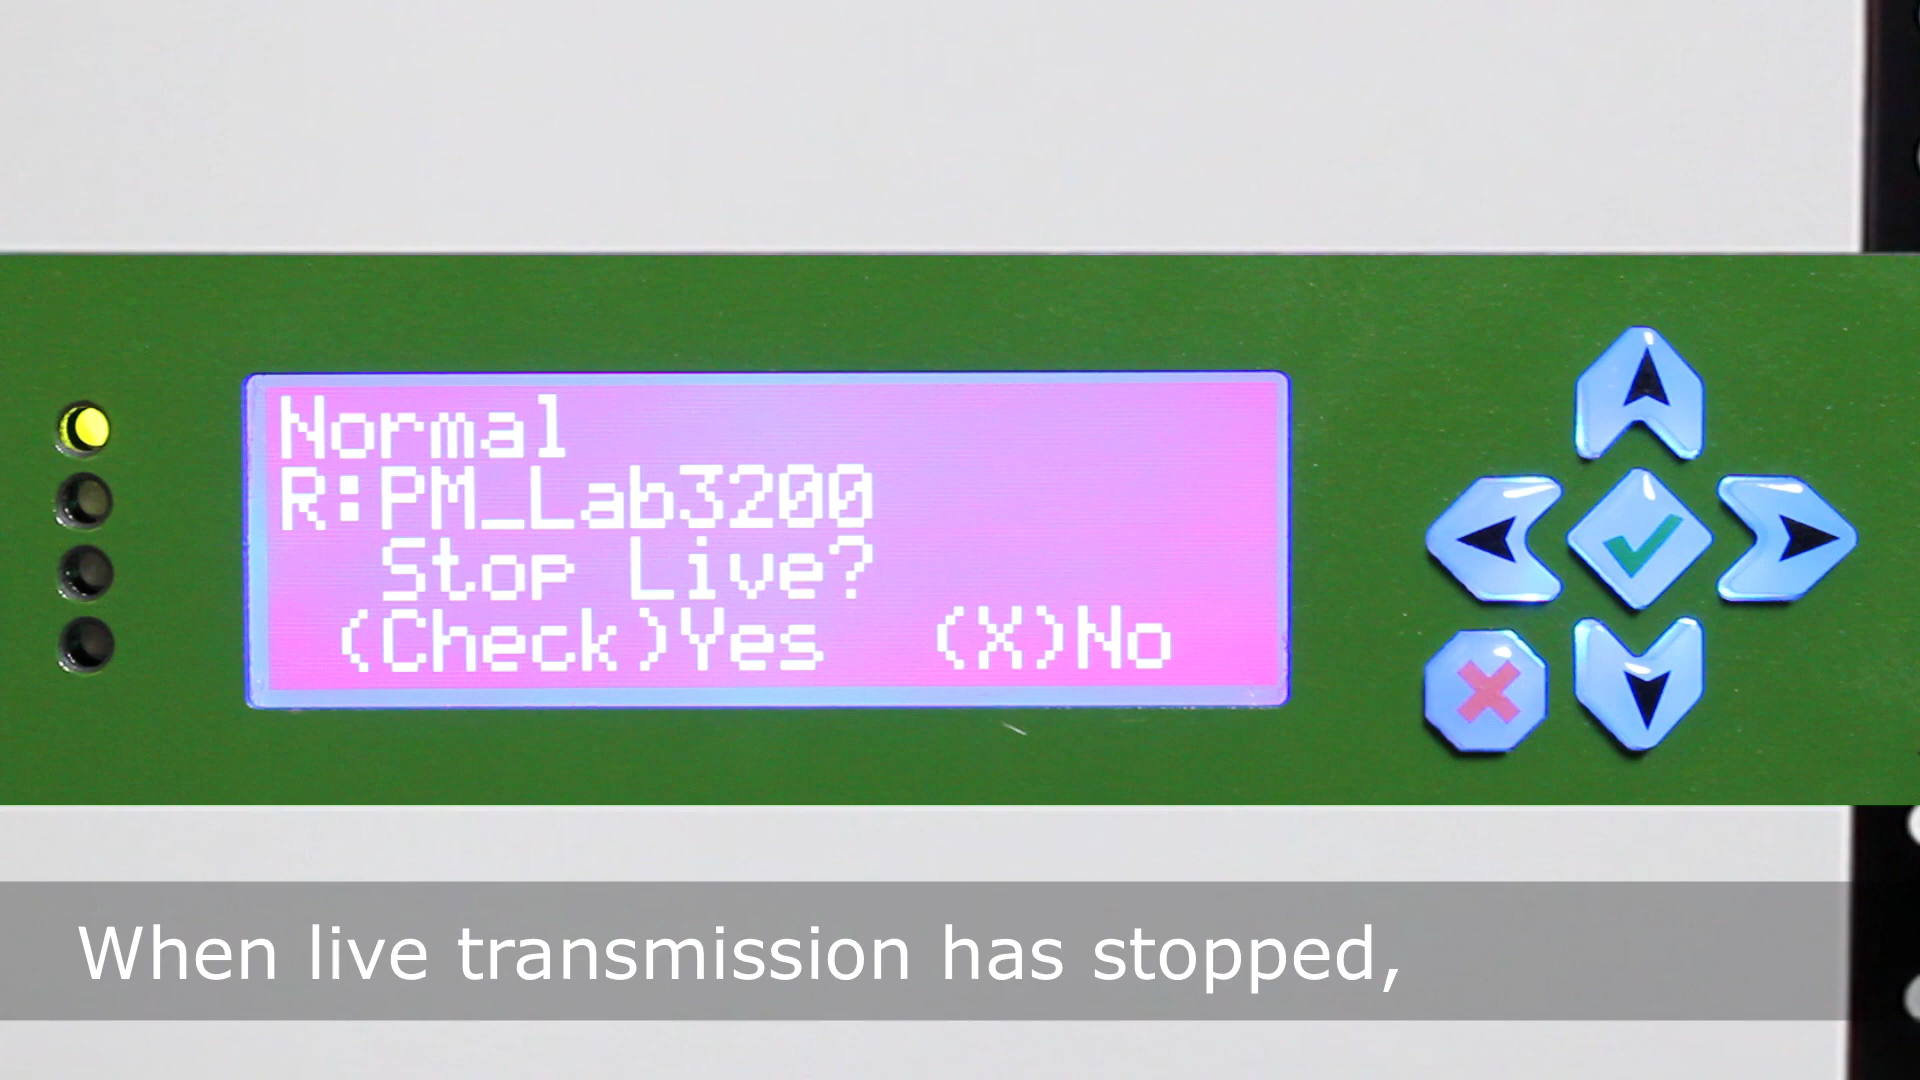 Normal
R:PM_Lab3200
Stop Live?
(Check)Yes (X)No
When live transmission has stopped,